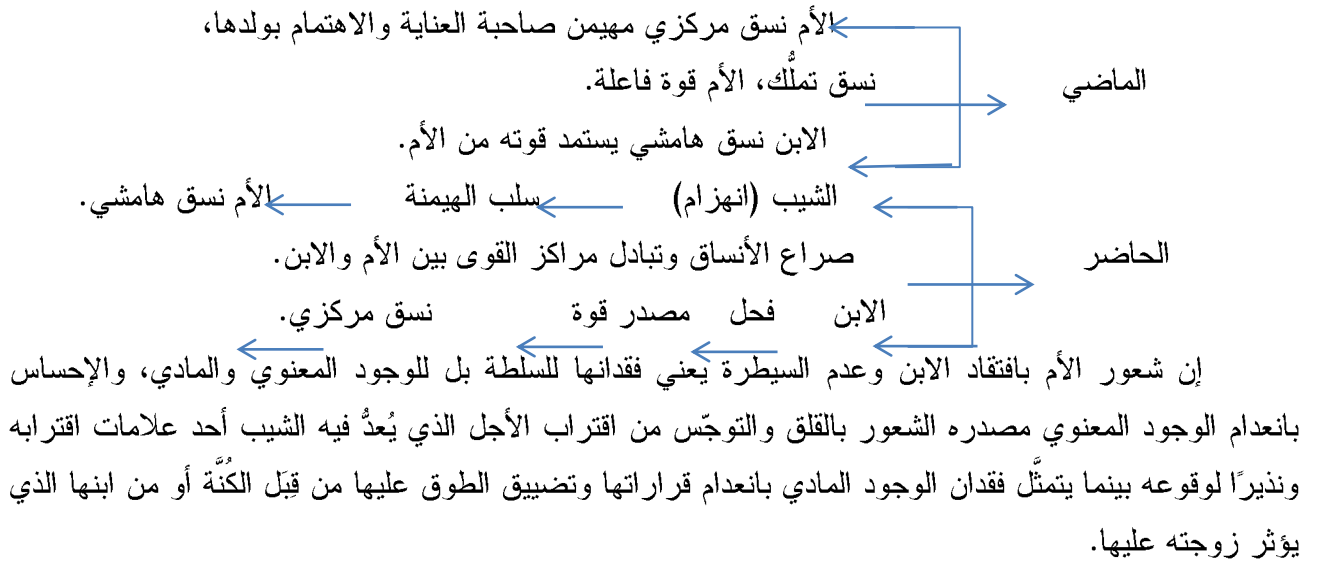 الأم نسق مركزي مهيمن صاحبة العناية والاهتمام بولدها،
الماضي نسق تملُّك، الأم قوة فاعلة.
الابن نسق هامشي يستمد قوته من الأم.
الشيب (انهزام) سلب الهيمنة الأم نسق هامشي.
الحاضر صراع الأنساق وتبادل مراكز القوى بين الأم والابن.
الابن فحل مصدر قوة نسق مركزي.
إن شعور الأم بافتقاد الابن وعدم السيطرة يعني فقدانها للسلطة بل للوجود المعنوي والمادي، والإحساس
بانعدام الوجود المعنوي مصدره الشعور بالقلق والتوجّس من اقتراب الأجل الذي يُعدُّ فيه الشيب أحد علامات اقترابه
ونذيرًا لوقوعه بينما يتمثَّل فقدان الوجود المادي بانعدام قراراتها وتضييق الطوق عليها من قِبَل الكُنَّة أو من ابنها الذي
يؤثر زوجته عليها.